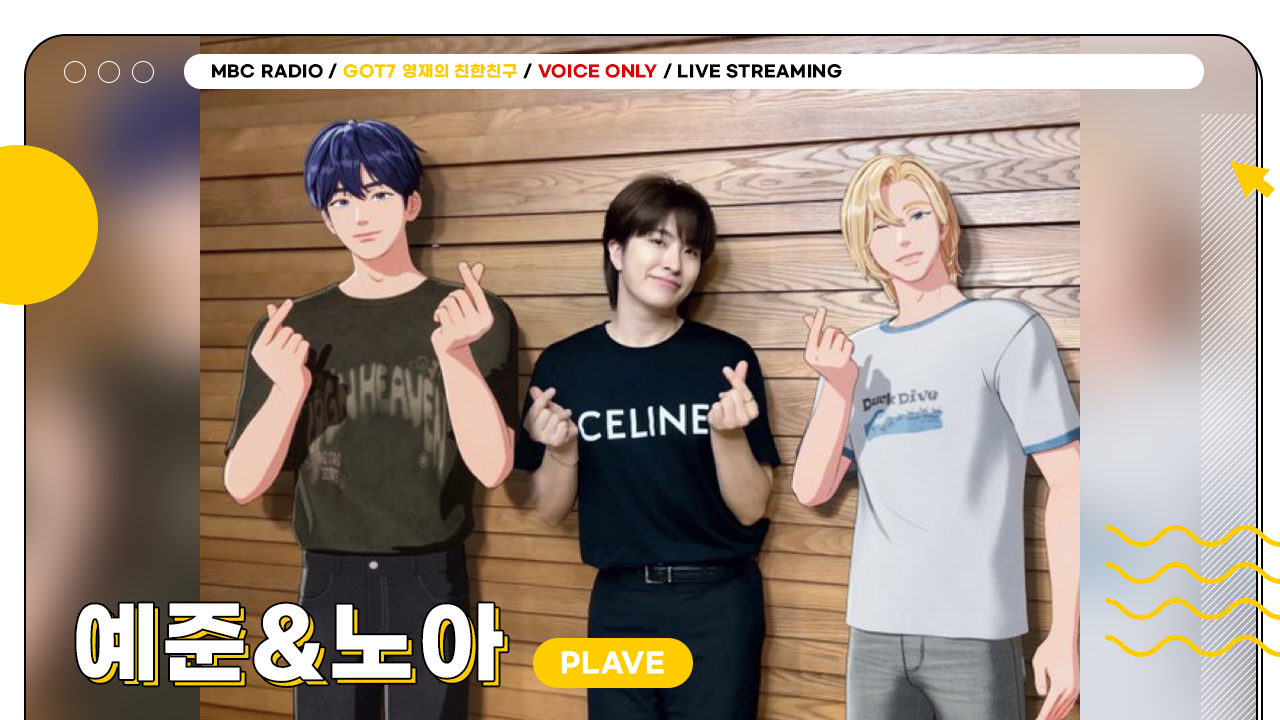 MBC RADIO / GOT7 영재의 친한친구 / VOICE ONLY / LIVE STREAMING
CELINE
Duck Dive
예준&노아
PLAVE